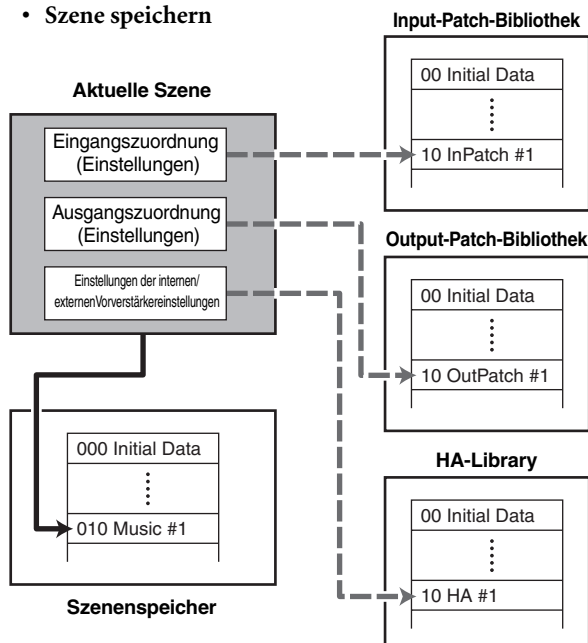 • Szene speichern
Aktuelle Szene
Eingangszuordnung
(Einstellungen)
Ausgangszuordnung
(Einstellungen)
Einstellungen der internen/
externenVorverstärkereinstellungen
000 Initial Data
010 Music #1
Szenenspeicher
Input-Patch-Bibliothek
00 Initial Data
10 InPatch #1
Output-Patch-Bibliothek
00 Initial Data
10 OutPatch #1
HA-Library
00 Initial Data
10 HA #1